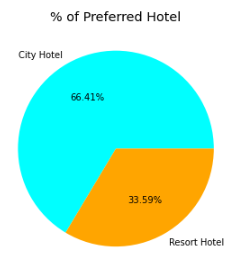 % of Preferred Hotel
City Hotel
66.41%
33.59%
Resort Hotel